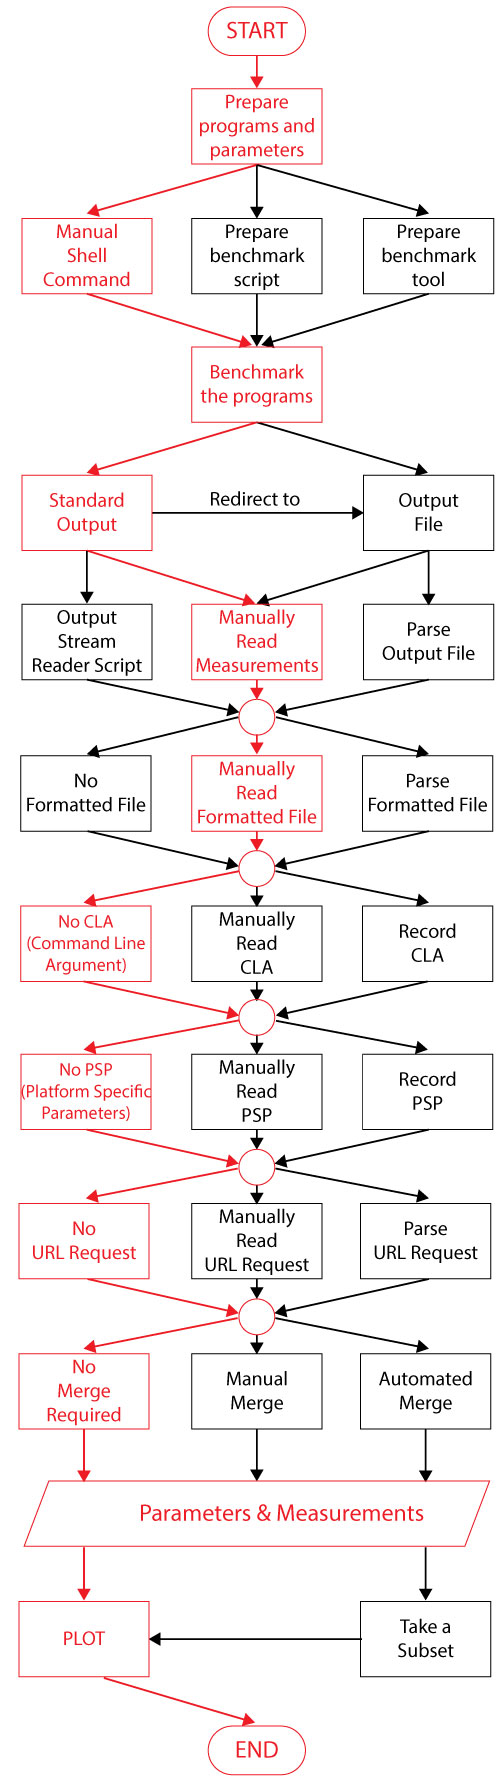 START
Prepare
programs and
parameters
Manual
Shell
Command
Prepare
benchmark
script
Prepare
benchmark
tool
Benchmark
the programs
Standard
Output
Redirect to
Output
File
Output
Stream
Reader Script
Manually
Read
Measurements
Parse
Output File
No
Formatted File
Manually
Read
Formatted File
Parse
Formatted File
No CLA
(Command Line
Argument)
Manually
Read
CLA
Record
CLA
No PSP
(Platform Specific
Parameters)
Manually
Read
PSP
Record
PSP
No
URL Request
Manually
Read
URL Request
Parse
URL Request
No
Merge
Required
Manual
Merge
Automated
Merge
Parameters & Measurements
PLOT
Take a
Subset
END